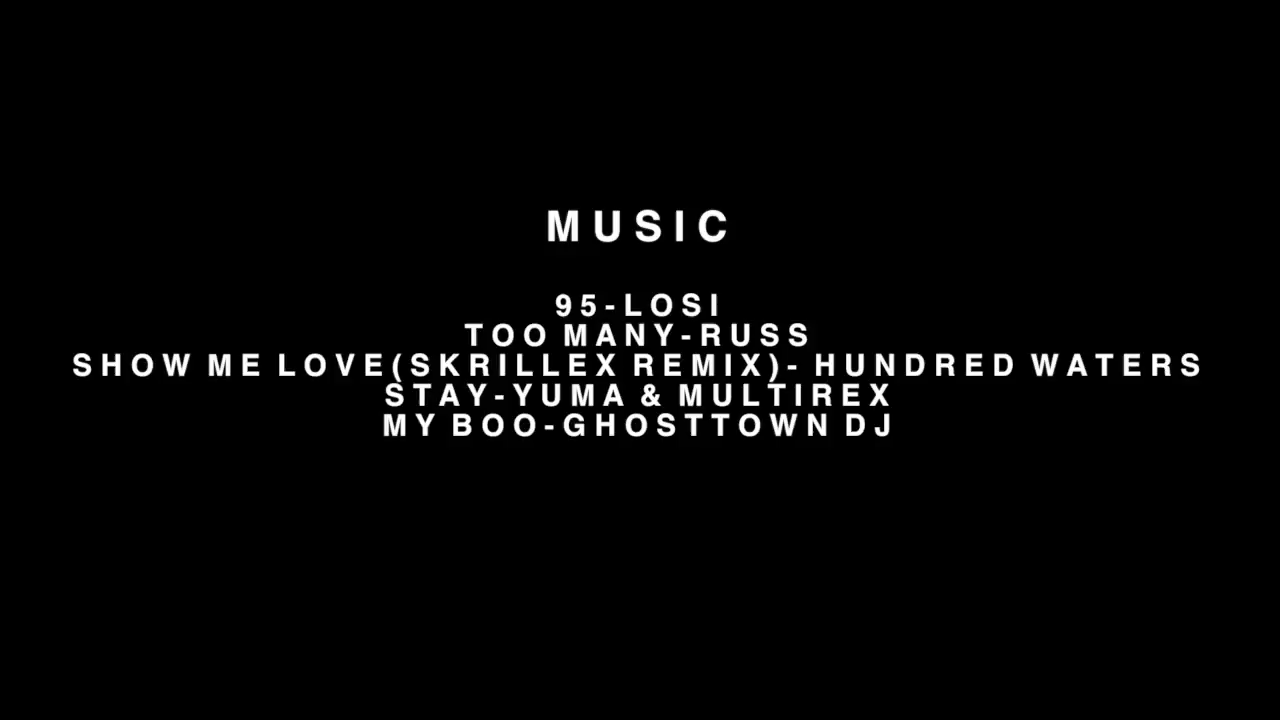 MUSIC
95-LOSI
TOO MANY-RUSS
SHOW ME LOVE(SKRILLEX REMIX)- HUNDRED WATERS
STAY-YUMA & MULTIREX
MY BOO-GHOSTTOWN DJ